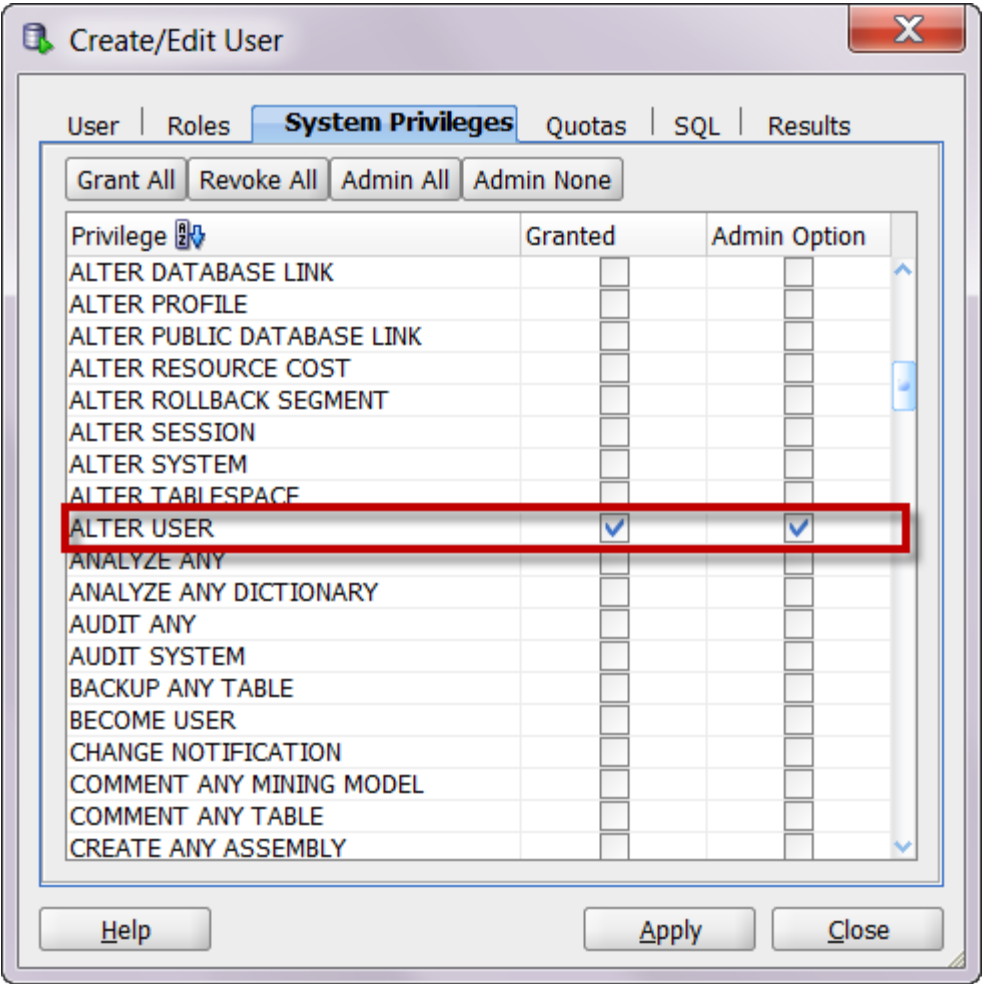 Create/Edit User
User Roles System Privileges Quotas SQL Results
Grant All Revoke All Admin All Admin None
Privilege Granted Admin Option
ALTER DATABASE LINK
ALTER PROFILE
ALTER PUBLIC DATABASE LINK
ALTER RESOURCE COST
ALTER ROLLBACK SEGMENT
ALTER SESSION
ALTER SYSTEM
ALTER TABLESPACE
ALTER USER
ANALYZE ANY
ANALYZE ANY DICTIONARY
AUDIT ANY
AUDIT SYSTEM
BACKUP ANY TABLE
BECOME USER
CHANGE NOTIFICATION
COMMENT ANY MINING MODEL
COMMENT ANY TABLE
CREATE ANY ASSEMBLY
Help Apply Close